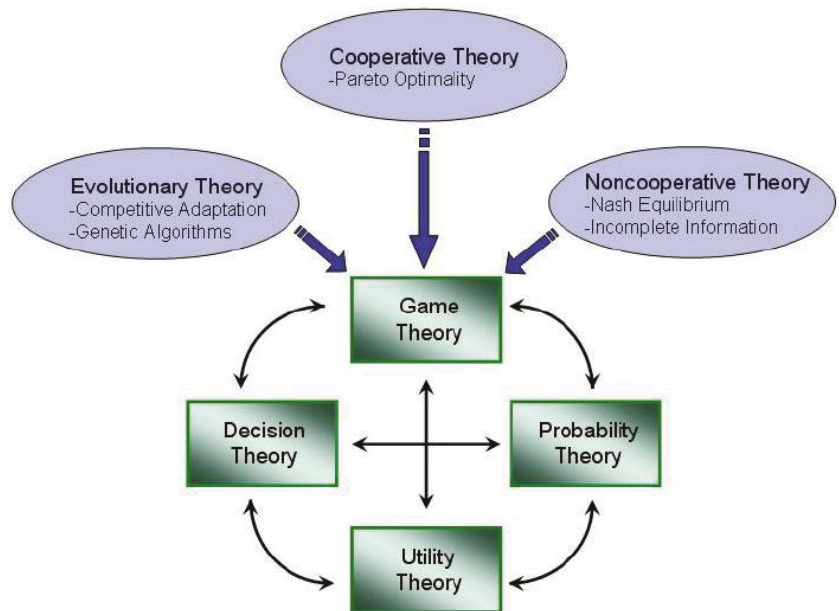 Cooperative Theory
-Pareto Optimality
Evolutionary Theory
-Competitive Adaptation
-Genetic Algorithms
Noncooperative Theory
-Nash Equilibrium
-Incomplete Information
Game
Theory
Decision
Theory
Probability
Theory
Utility
Theory